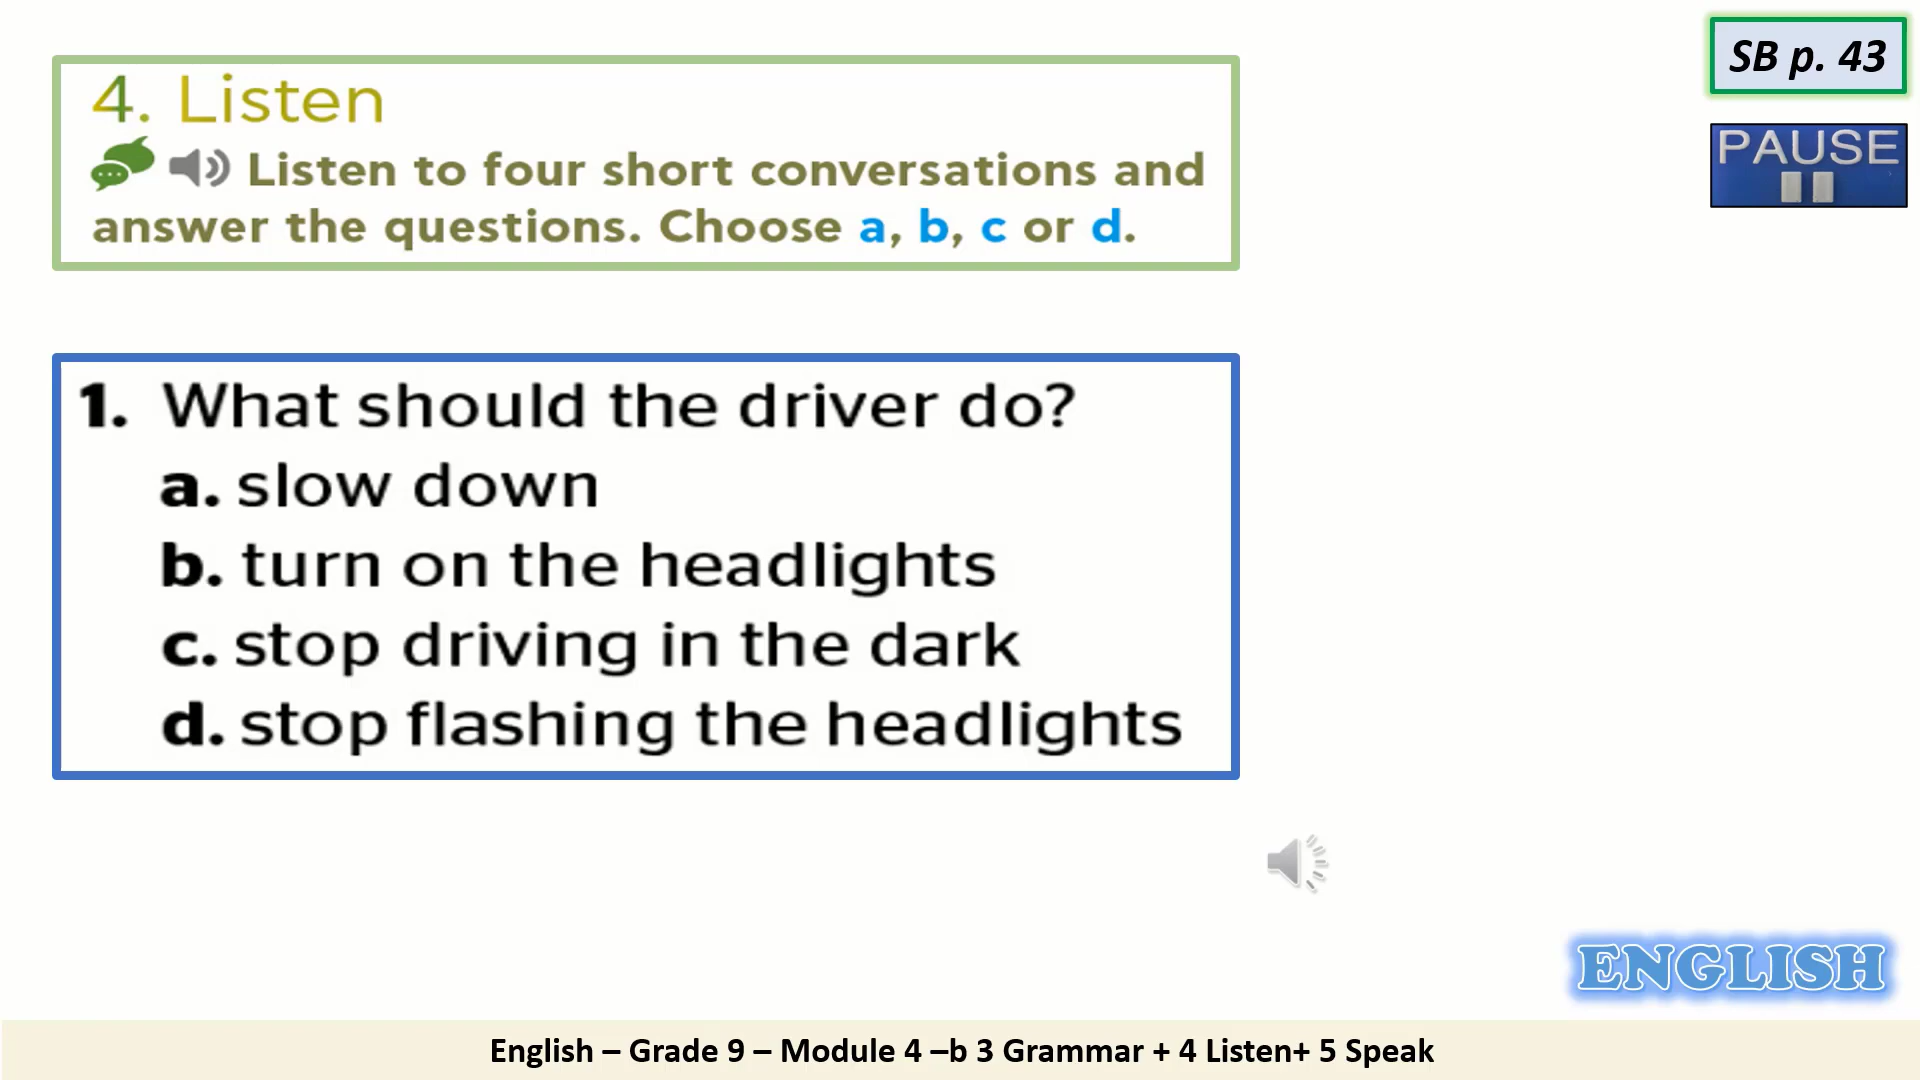 SB p. 43
PAUSE
4. Listen
Listen to four short conversations and
answer the questions. Choose a, b, c or d.
1. What should the driver do?
a. slow down
b. turn on the headlights
c. stop driving in the dark
d. stop flashing the headlights
ENGLISH
English – Grade 9 – Module 4 –b 3 Grammar + 4 Listen+ 5 Speak